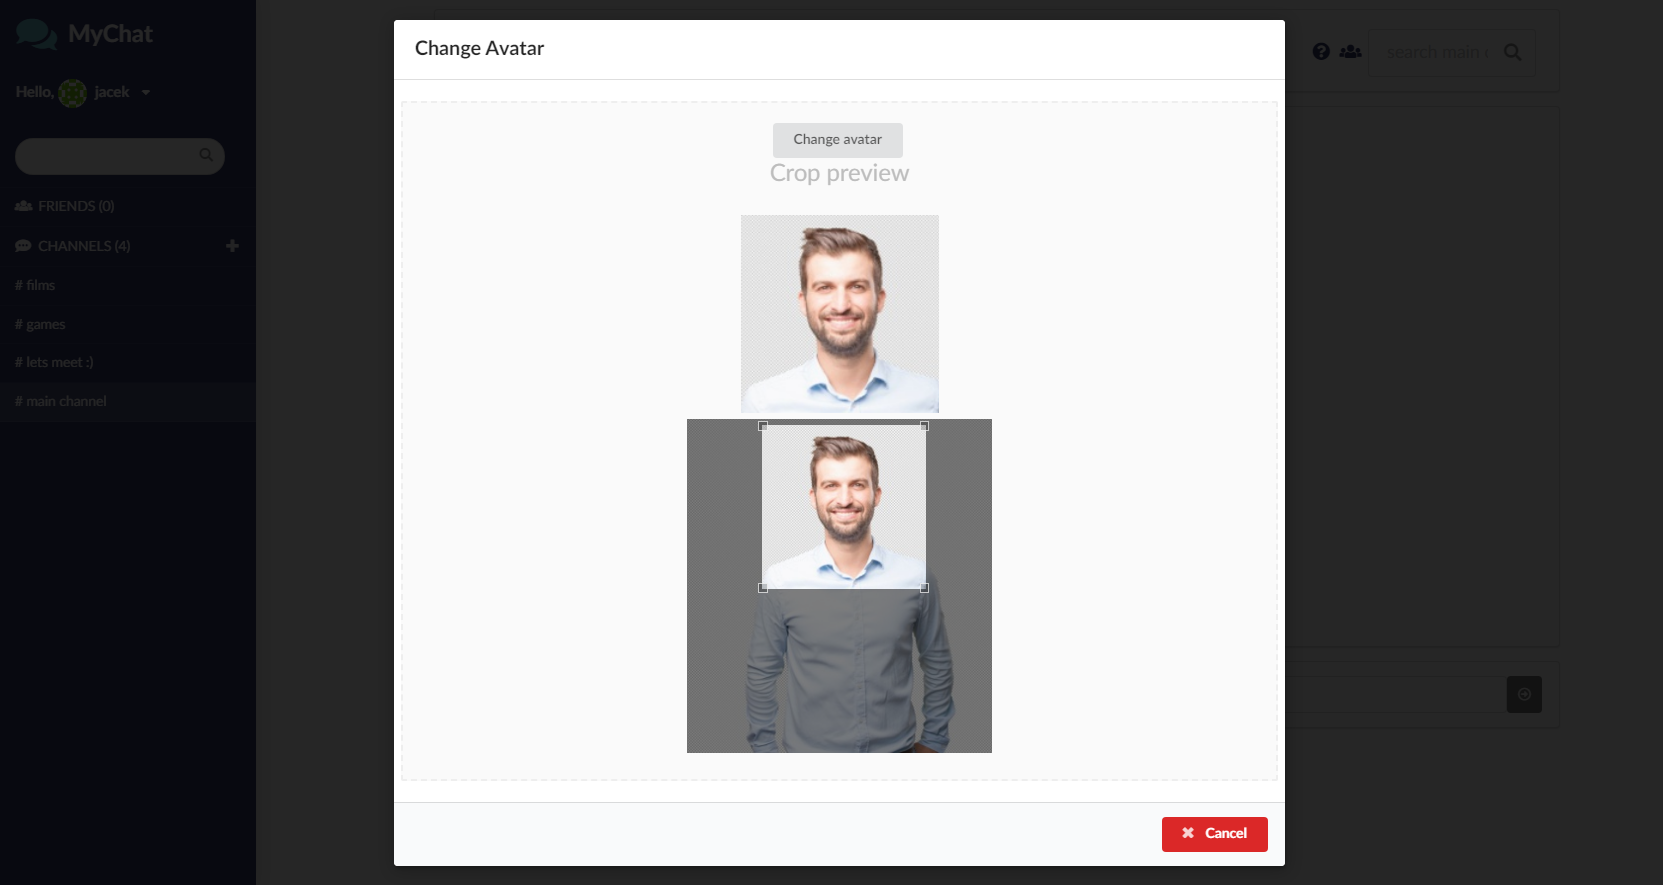 MyChat
Hello, jacek
FRIENDS (0)
CHANNELS (4)
# films
# games
# lets meet :)
# main channel
search main
Change Avatar
Change avatar
Crop preview
Cancel